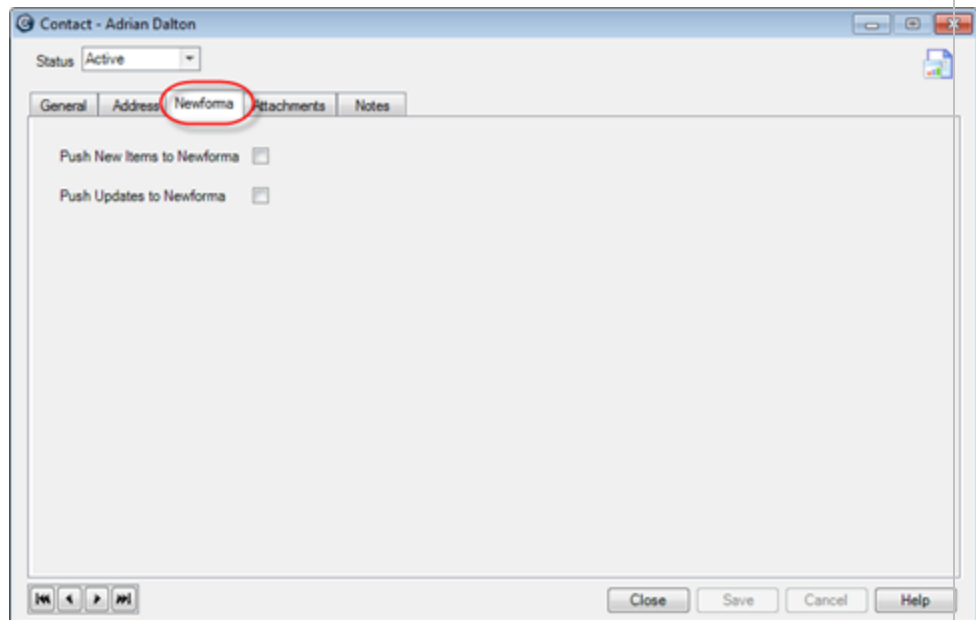 Contact - Adrian Dalton
Status Active
General Address Newforma Attachments Notes
Push New Items to Newforma
Push Updates to Newforma
Close Save Cancel Help